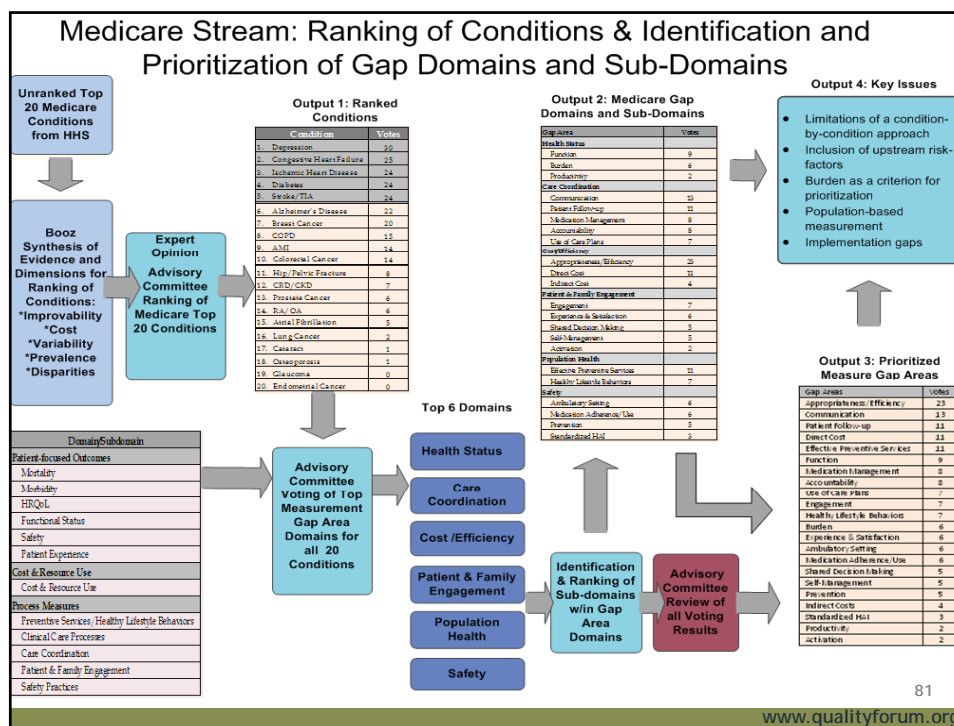 Medicare Stream: Ranking of Conditions & Identification and
Prioritization of Gap Domains and Sub-Domains
Unranked Top
20 Medicare
Conditions
from HHS
Booz
Synthesis of
Evidence and
Dimensions for
Ranking of
Conditions:
*Improvability
*Cost
*Variability
*Prevalence
*Disparities
Expert
Opinion
Advisory
Committee
Ranking of
Medicare Top
20 Conditions
Output 1: Ranked
Conditions
Condition Votes
1. Depression 30
2. Congestive Heart Failure 25
3. Ischemic Heart Disease 24
4. Diabetes 24
5. Stroke/TIA 24
6. Alzheimer's Disease 22
7. Breast Cancer 20
8. COPD 15
9. AMI 14
10. Colorectal Cancer 14
11. Hip/Pelvic Fracture 8
12. CRD/CKD 7
13. Prostate Cancer 6
14. RA/OA 6
15. Atrial Fibrillation 5
16. Lung Cancer 2
17. Cataract 1
18. Osteoporosis 1
19. Glaucoma 0
20. Endometrial Cancer 0
Output 2: Medicare Gap
Domains and Sub-Domains
Gap Area Votes
Health Status
Function 9
Burden 6
Productivity 2
Care Coordination
Communication 13
Patient Follow-up 11
Medication Management 8
Accountability 8
Use of Care Plans 7
Cost/Efficiency
Appropriateness/Efficiency 23
Direct Cost 11
Indirect Cost 4
Patient & Family Engagement
Engagement 7
Experience & Satisfaction 6
Shared Decision Making 5
Self-Management 5
Activation 2
Population Health
Effective Preventive Services 11
Healthy Lifestyle Behaviors 7
Safety
Ambulatory Setting 6
Medication Adherence/Use 6
Prevention 5
Standardized HAI 3
Output 4: Key Issues
• Limitations of a condition-
by-condition approach
• Inclusion of upstream risk-
factors
• Burden as a criterion for
prioritization
• Population-based
measurement
• Implementation gaps
Output 3: Prioritized
Measure Gap Areas
Gap Areas Votes
Appropriateness/Efficiency 23
Communication 13
Patient Follow-up 11
Direct Cost 11
Effective Preventive Services 11
Function 9
Medication Management 8
Accountability 8
Use of Care Plans 7
Engagement 7
Healthy Lifestyle Behaviors 7
Burden 6
Experience & Satisfaction 6
Ambulatory Setting 6
Medication Adherence/Use 6
Shared Decision Making 5
Self-Management 5
Prevention 5
Indirect Costs 4
Standardized HAI 3
Productivity 2
Activation 2
Domain/Subdomain
Patient-focused Outcomes
Mortality
Morbidity
HRQoL
Functional Status
Safety
Patient Experience
Cost & Resource Use
Cost & Resource Use
Process Measures
Preventive Services/Healthy Lifestyle Behaviors
Clinical Care Processes
Care Coordination
Patient & Family Engagement
Safety Practices
Advisory
Committee
Voting of Top
Measurement
Gap Area
Domains for
all 20
Conditions
Top 6 Domains
Health Status
Care
Coordination
Cost /Efficiency
Patient & Family
Engagement
Population
Health
Safety
Identification
& Ranking of
Sub-domains
w/in Gap
Area
Domains
Advisory
Committee
Review of
all Voting
Results
81
www.qualityforum.org